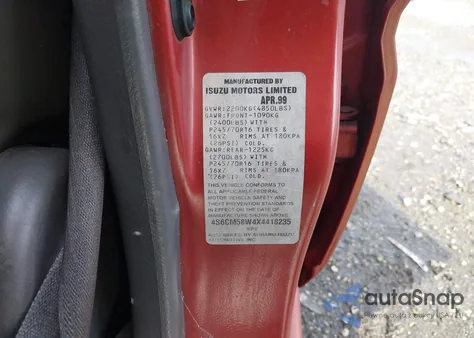 MANUFACTURED BY
ISUZU MOTORS LIMITED
APR.99
GVWR:2200KG(4850LBS)
GAWR:FRONT-1090KG
(2400LBS) WITH
P245/70R16 TIRES &
16X7 RIMS AT 180KPA
(26PSI) COLD.
GAWR:REAR-1225KG
(2700LBS) WITH
P245/70R16 TIRES &
16X7 RIMS AT 180KPA
(26PSI) COLD.
THIS VEHICLE CONFORMS TO
ALL APPLICABLE FEDERAL
MOTOR VEHICLE SAFETY AND
THEFT PREVENTION STANDARDS
IN EFFECT ON THE DATE OF
MANUFACTURE SHOWN ABOVE.
4S6CM58W4X4418235
MPV
autoSnap